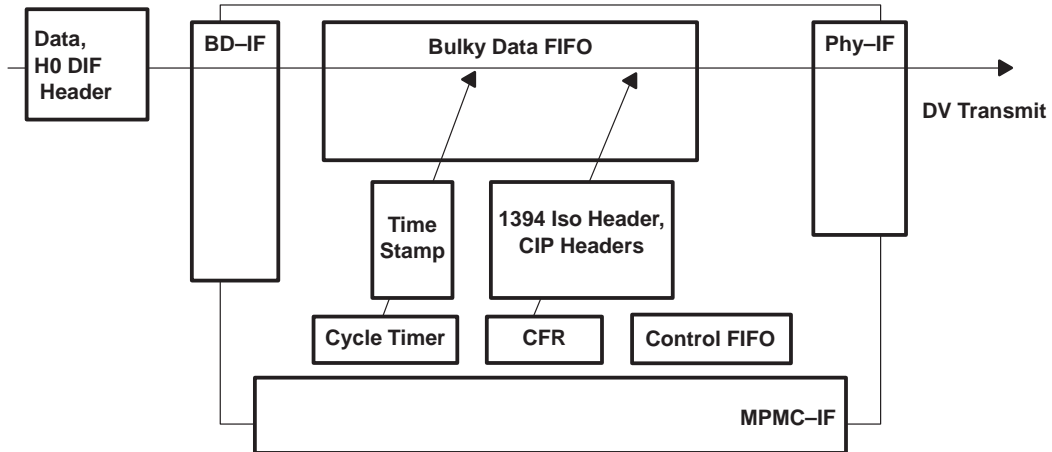 Data,
H0 DIF
Header
BD–IF
Bulky Data FIFO
Phy–IF
DV Transmit
Time
Stamp
1394 Iso Header,
CIP Headers
Cycle Timer
CFR
Control FIFO
MPMC–IF